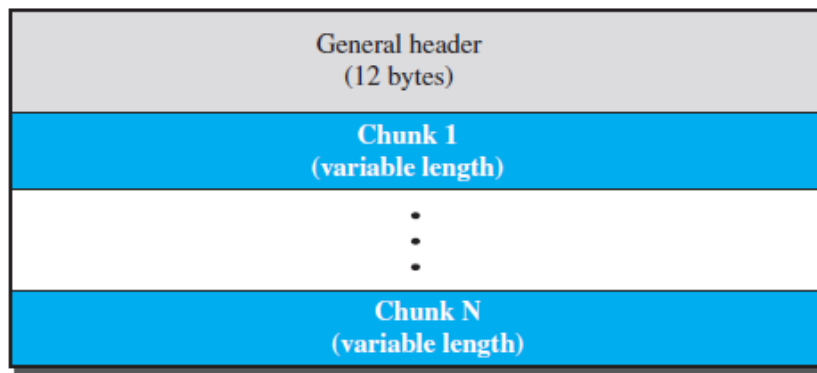 General header
(12 bytes)
Chunk 1
(variable length)
Chunk N
(variable length)